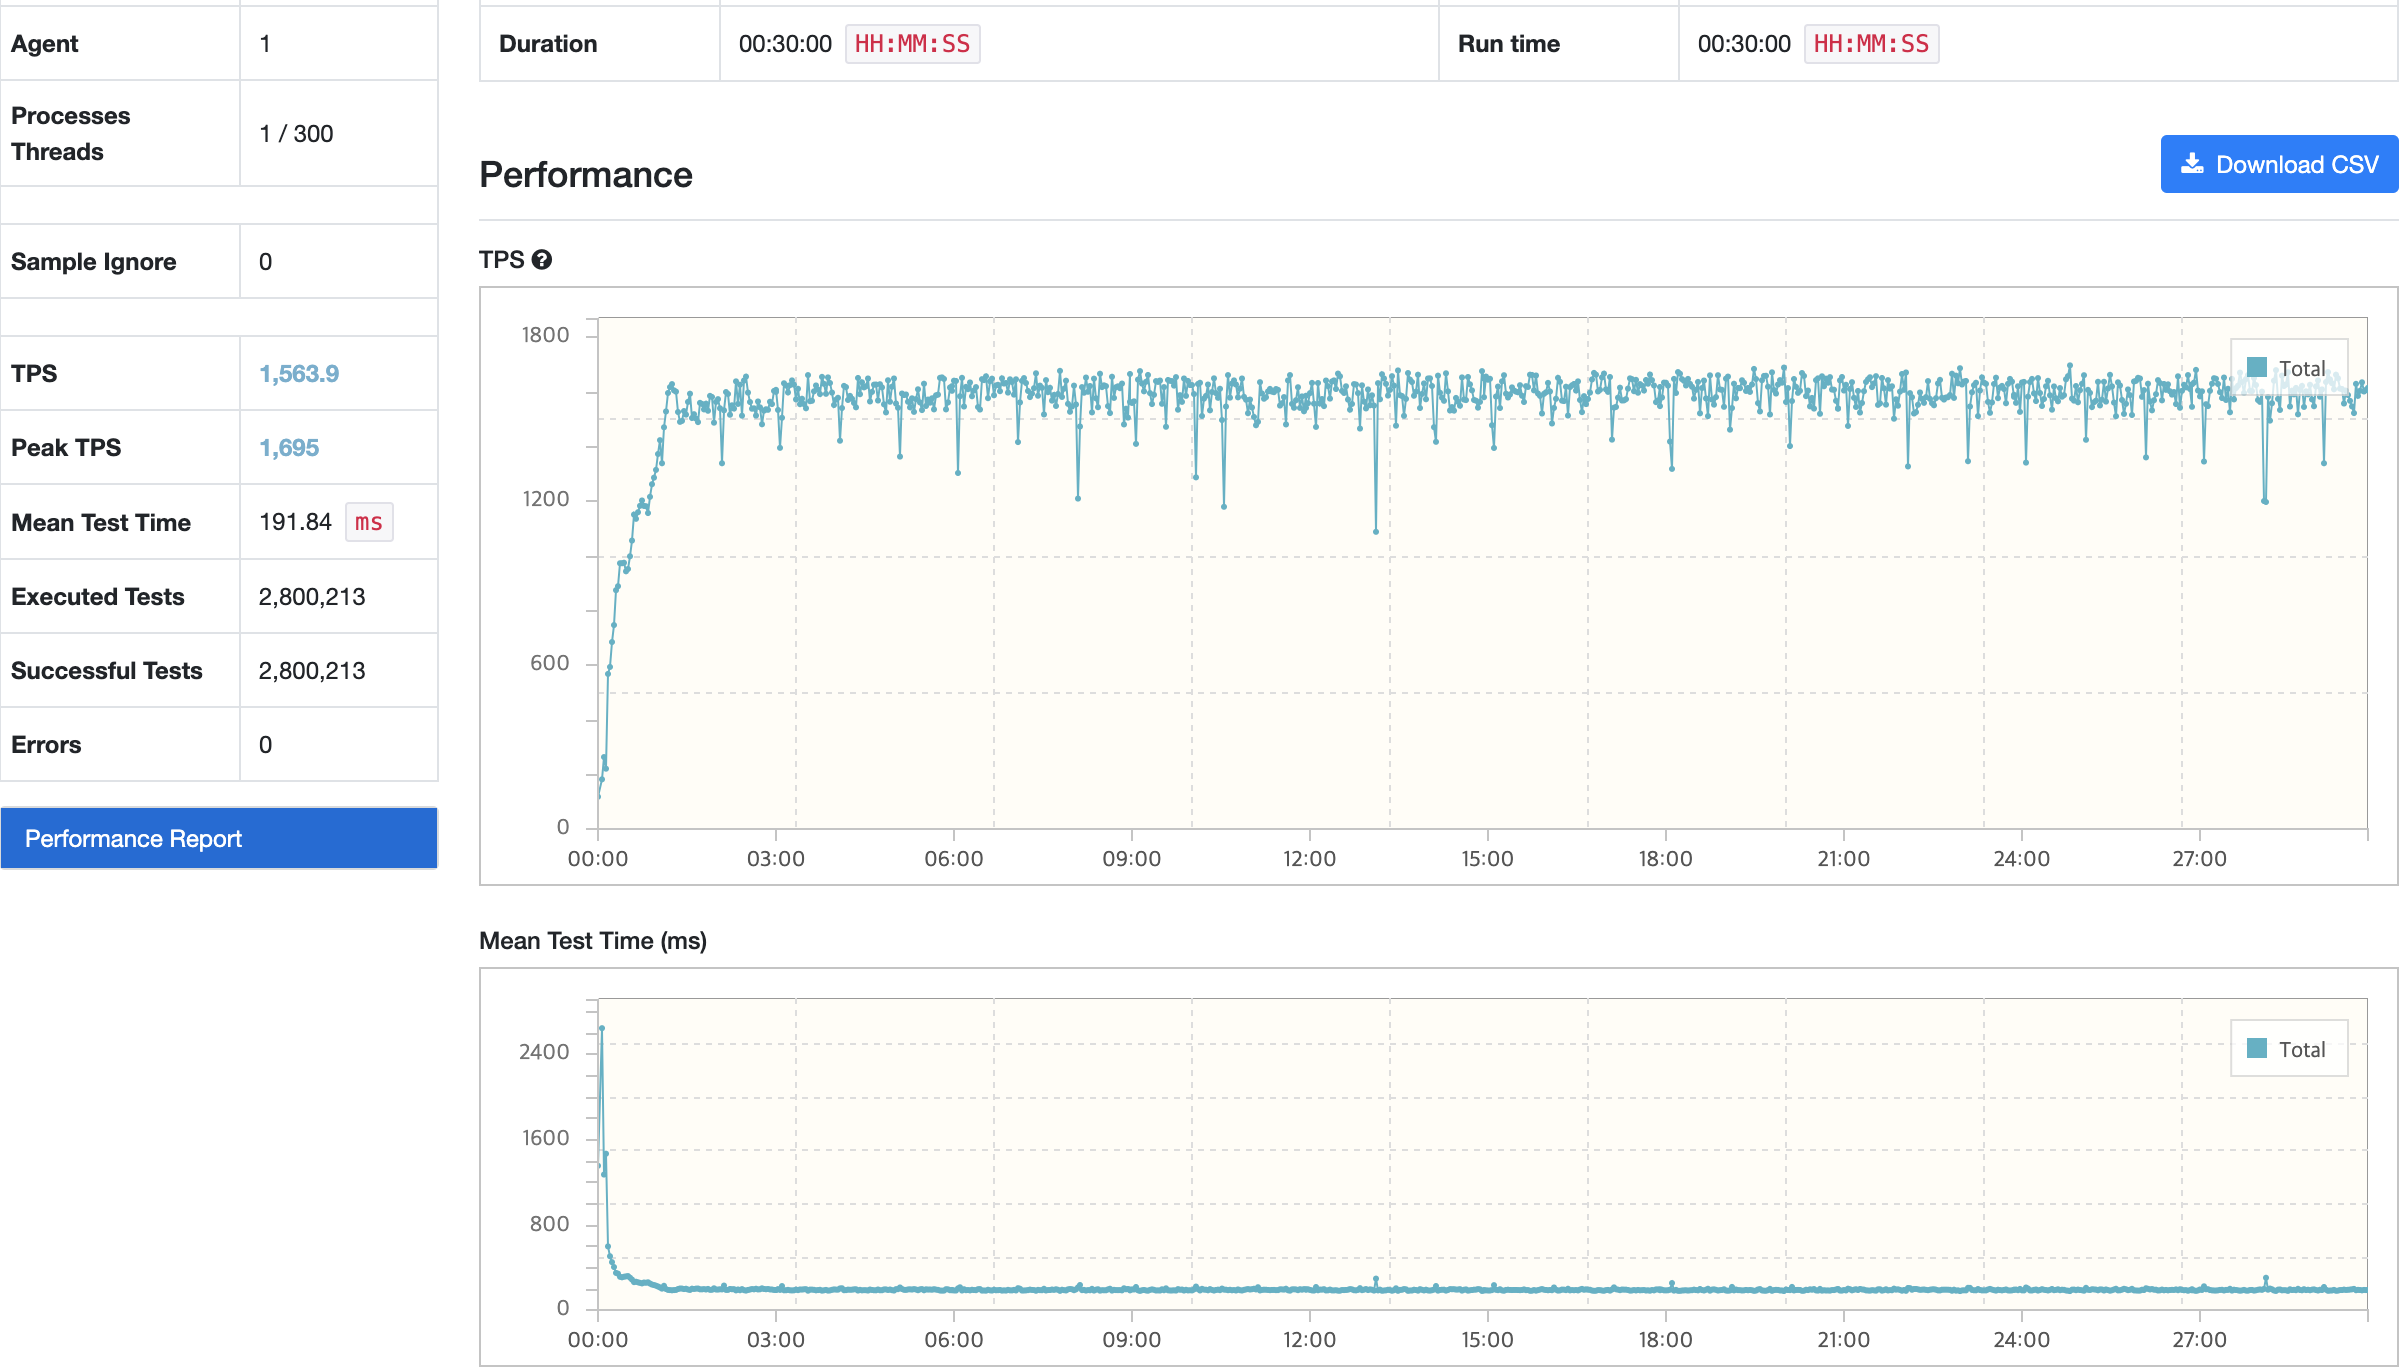 Agent 1
Processes
Threads
1 / 300
Sample Ignore 0
TPS 1,563.9
Peak TPS 1,695
Mean Test Time 191.84 ms
Executed Tests 2,800,213
Successful Tests 2,800,213
Errors 0
Performance Report
Duration 00:30:00 HH:MM:SS Run time 00:30:00 HH:MM:SS
Performance
Download CSV
TPS ?
1800
1200
600
0
Total
00:00 03:00 06:00 09:00 12:00 15:00 18:00 21:00 24:00 27:00
Mean Test Time (ms)
2400
1600
800
0
Total
00:00 03:00 06:00 09:00 12:00 15:00 18:00 21:00 24:00 27:00